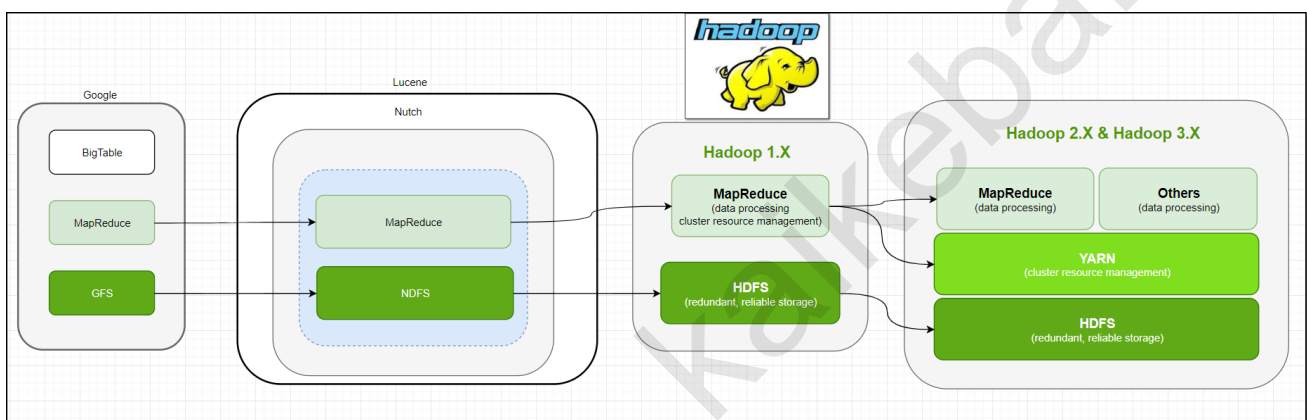 hadoop
Google
BigTable
MapReduce
GFS
Lucene
Nutch
MapReduce
NDFS
Hadoop 1.X
MapReduce
(data processing
cluster resource management)
HDFS
(redundant, reliable storage)
Hadoop 2.X & Hadoop 3.X
MapReduce
(data processing)
Others
(data processing)
YARN
(cluster resource management)
HDFS
(redundant, reliable storage)